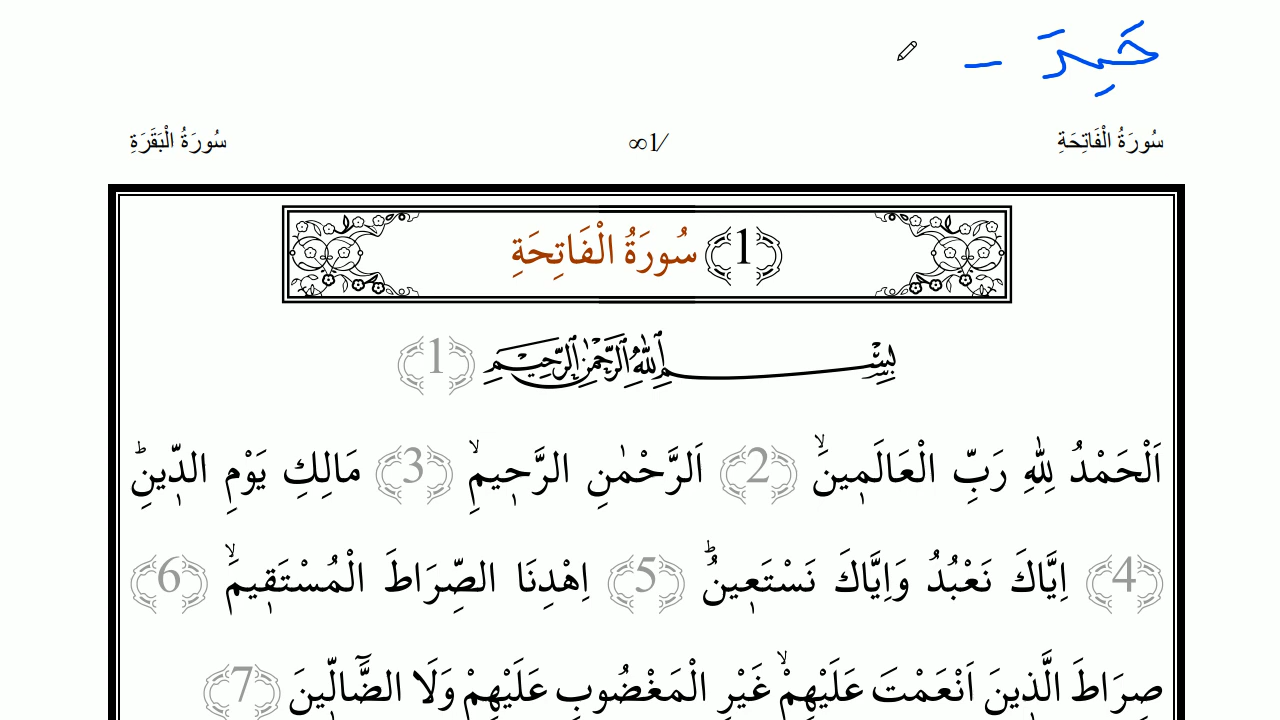 سُورَةُ الْفَاتِحَةِ ∞1/ سُورَةُ الْبَقَرَةِ
﴿1﴾ سُورَةُ الْفَاتِحَةِ
بِسْمِ اللّٰهِ الرَّحْمٰنِ الرَّحِيمِ ﴿1﴾
اَلْحَمْدُ لِلّٰهِ رَبِّ الْعَالَمٖينَۙ ﴿2﴾ اَلرَّحْمٰنِ الرَّحٖيمِۙ ﴿3﴾ مَالِكِ يَوْمِ الدّٖينِؕ
﴿4﴾ اِيَّاكَ نَعْبُدُ وَاِيَّاكَ نَسْتَعٖينُؕ ﴿5﴾ اِهْدِنَا الصِّرَاطَ الْمُسْتَقٖيمَۙ ﴿6﴾
صِرَاطَ الَّذٖينَ اَنْعَمْتَ عَلَيْهِمْۙ غَيْرِ الْمَغْضُوبِ عَلَيْهِمْ وَلَا الضَّٓالّٖينَ ﴿7﴾